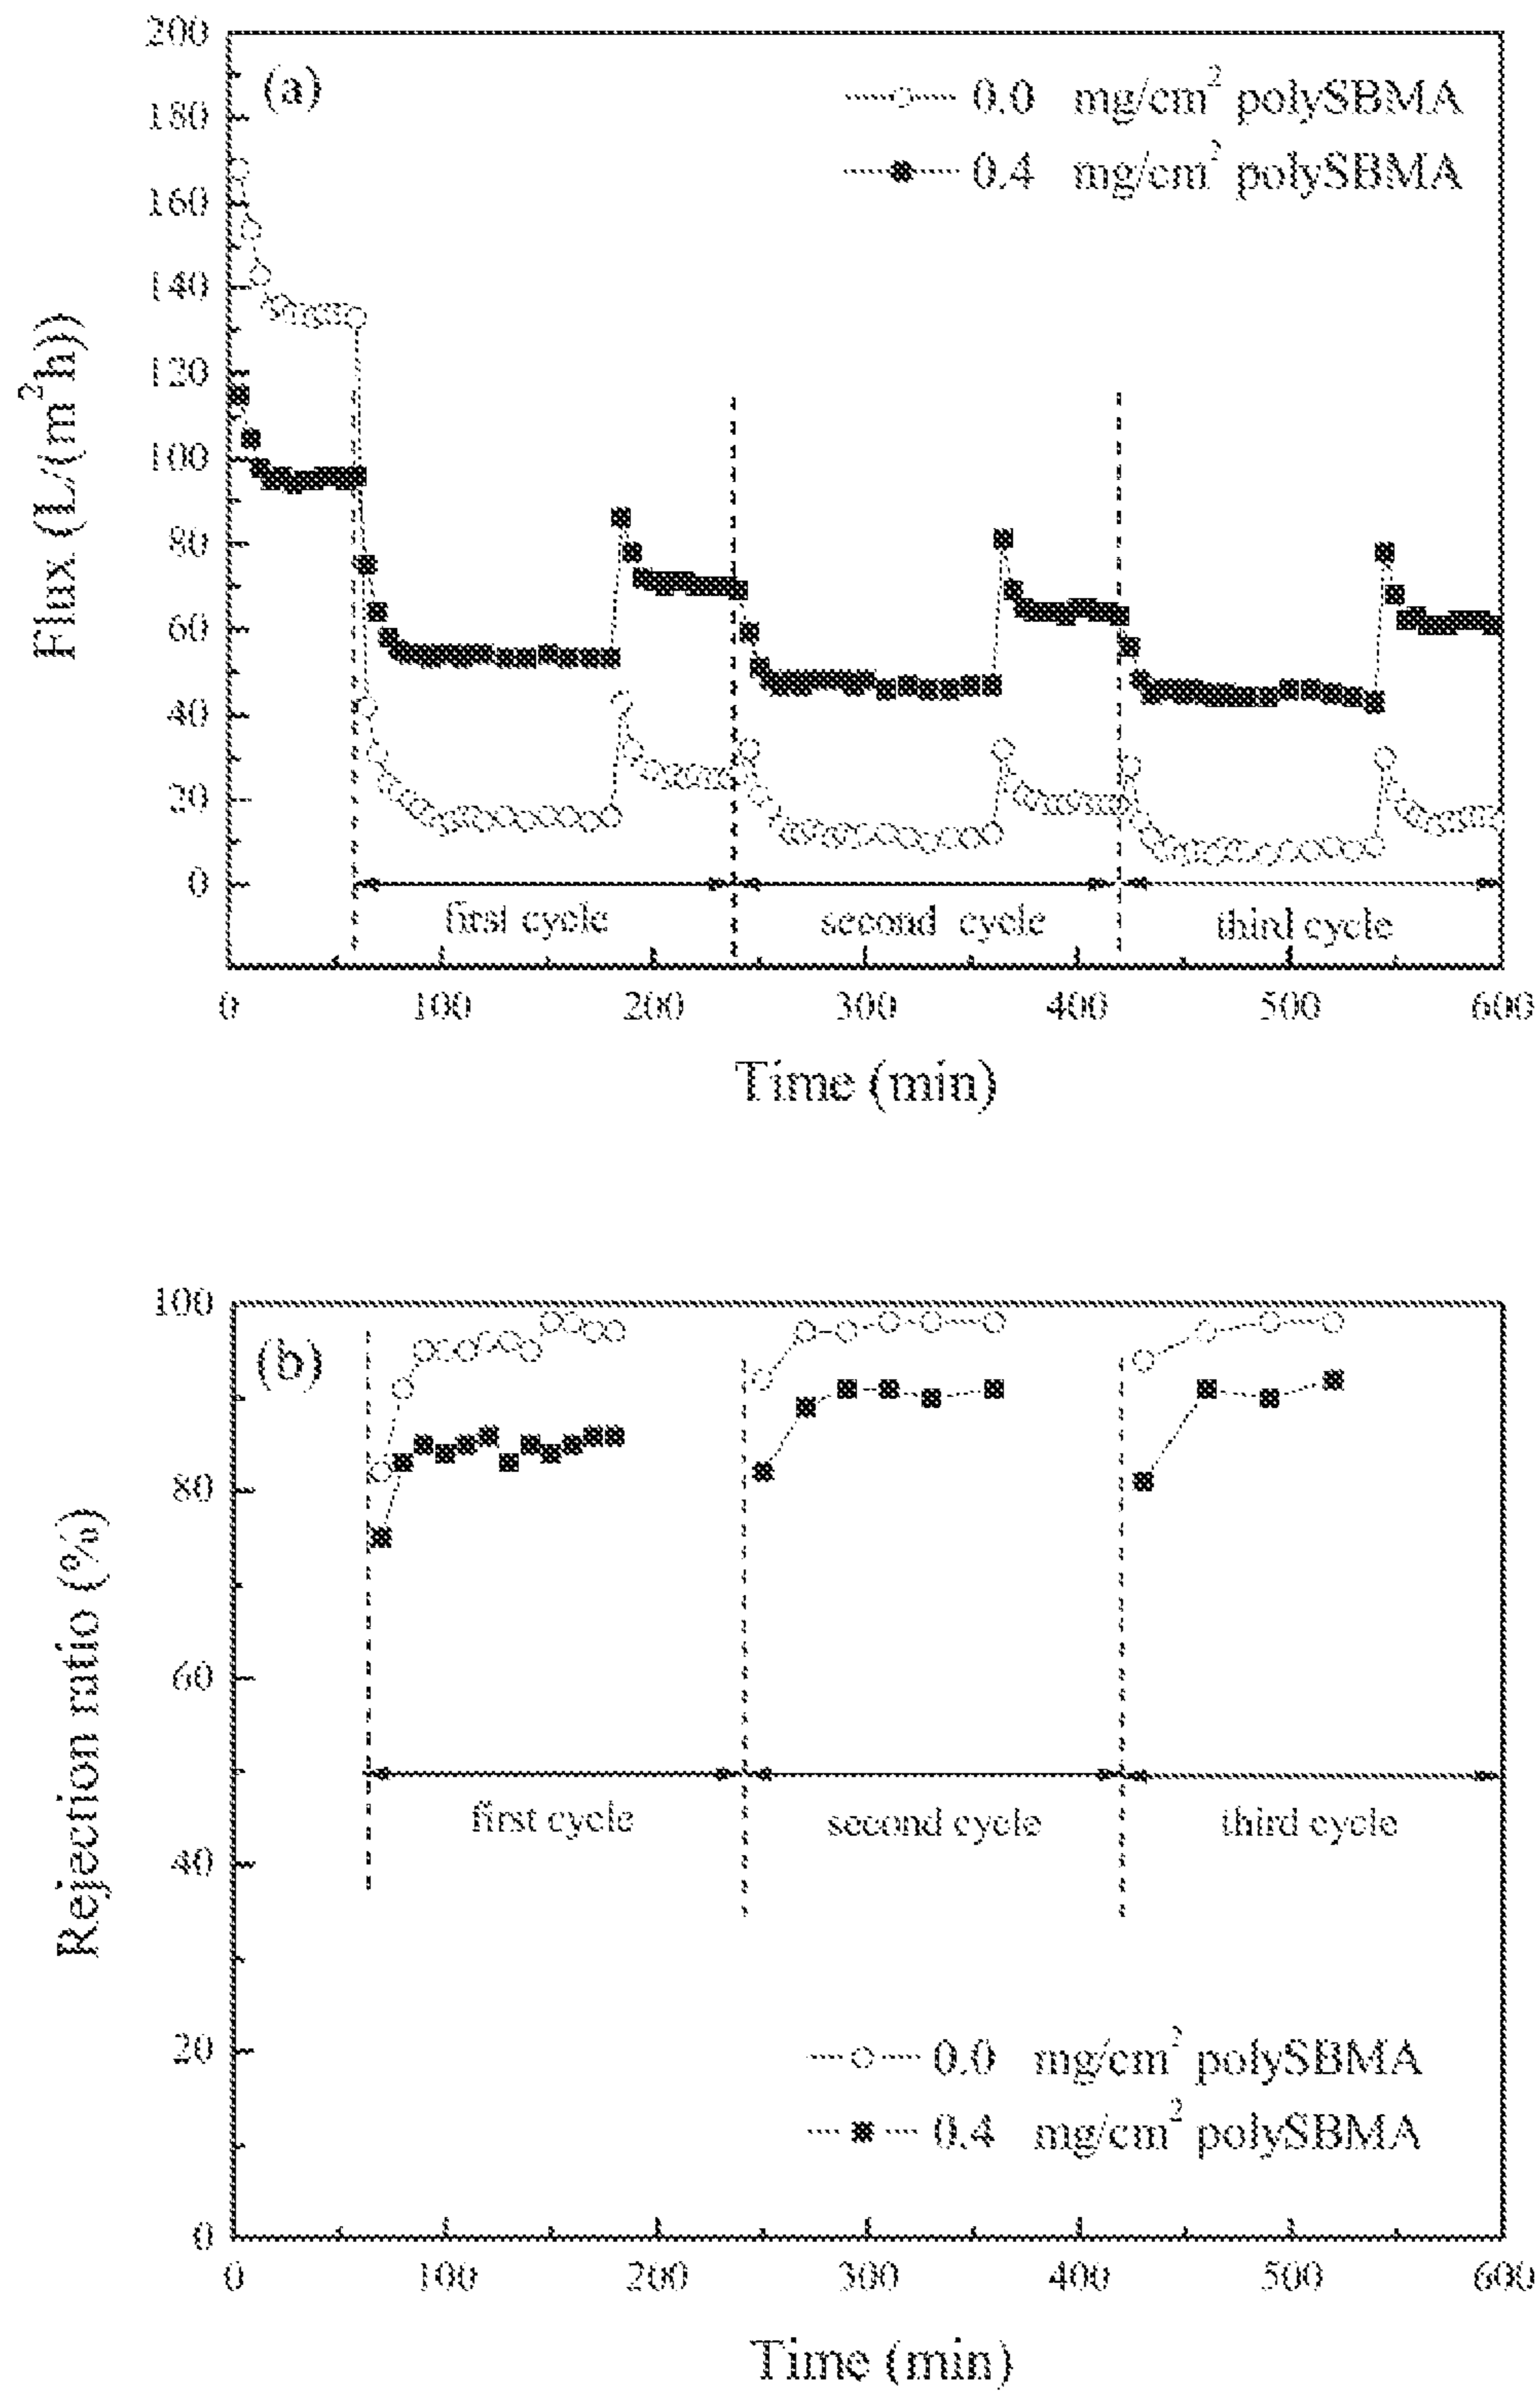 (a)
0.0 mg/cm² polySBMA
0.4 mg/cm² polySBMA
200
180
160
140
120
100
80
60
40
20
0
Flux (L/(m²h))
first cycle
second cycle
third cycle
0 100 200 300 400 500 600
Time (min)
(b)
100
80
60
40
20
0
Rejection ratio (%)
first cycle
second cycle
third cycle
0.0 mg/cm² polySBMA
0.4 mg/cm² polySBMA
0 100 200 300 400 500 600
Time (min)